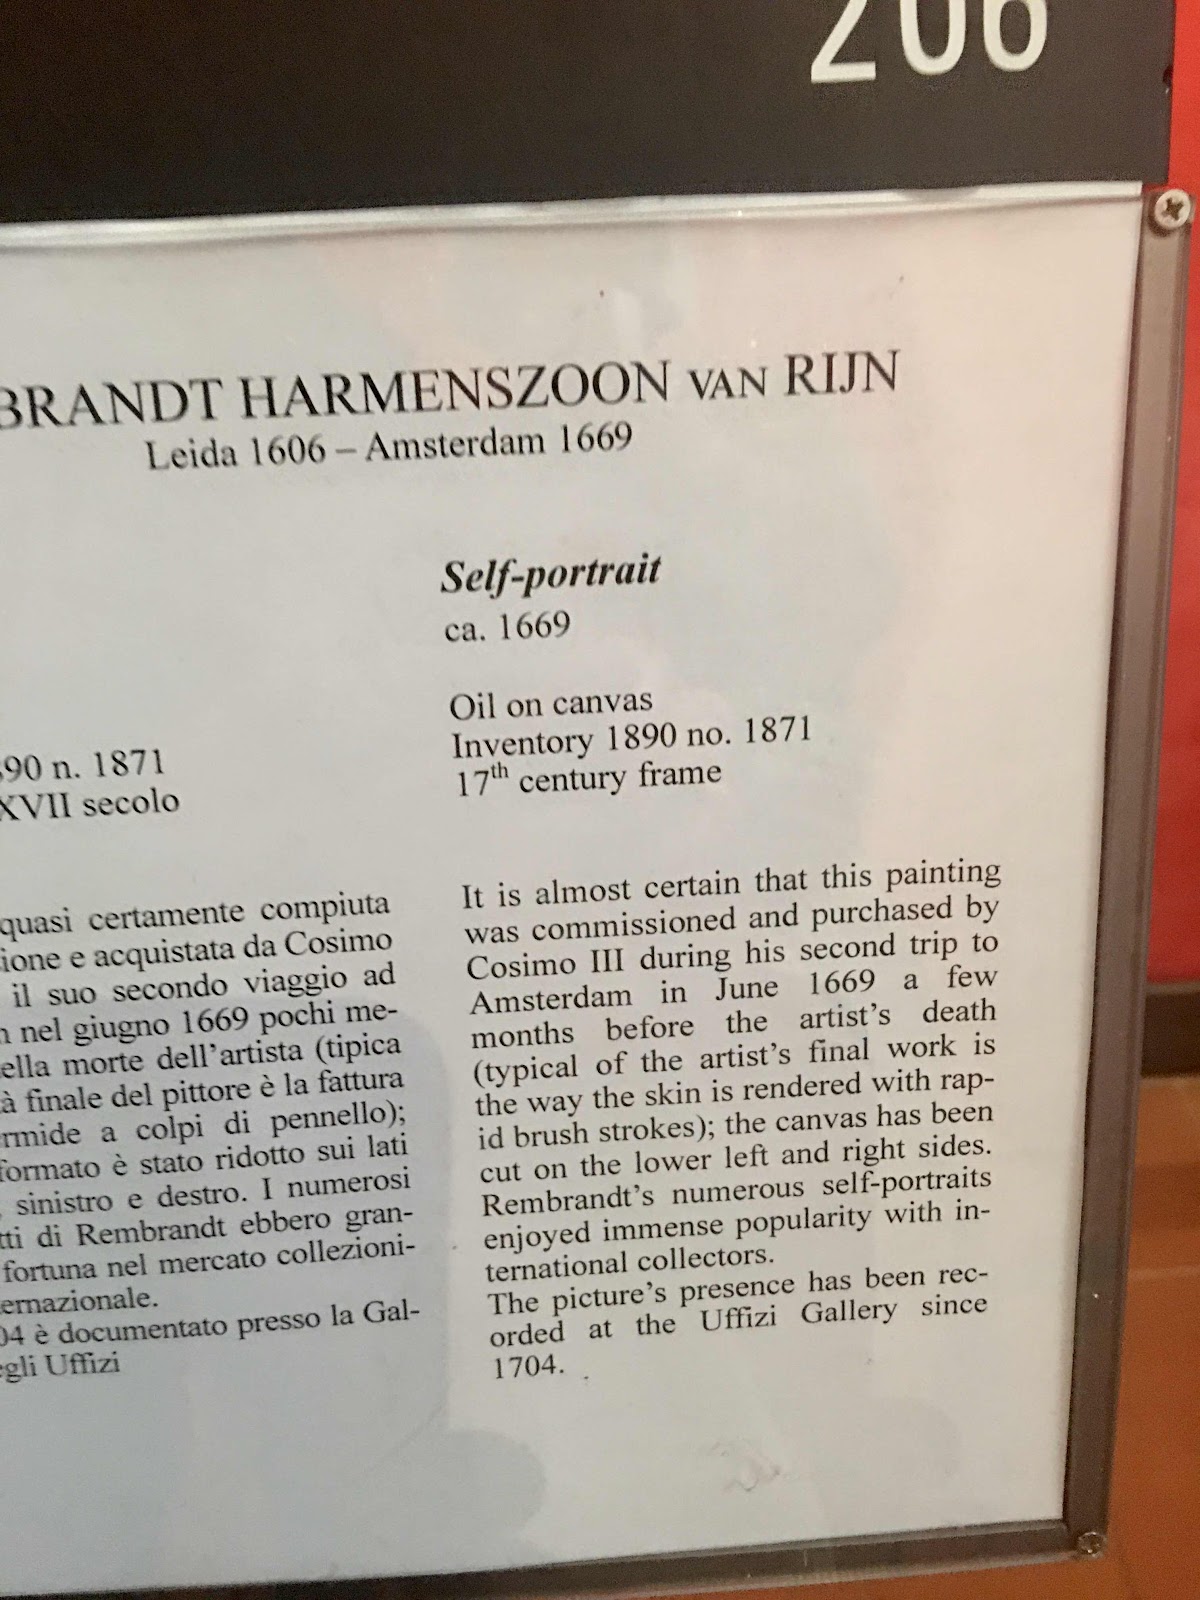 206
BRANDT HARMENSZOON VAN RIJN
Leida 1606 – Amsterdam 1669
90 n. 1871
XVII secolo
quasi certamente compiuta
ione e acquistata da Cosimo
il suo secondo viaggio ad
nel giugno 1669 pochi me-
ella morte dell'artista (tipica
à finale del pittore è la fattura
rmide a colpi di pennello);
formato è stato ridotto sui lati
sinistro e destro. I numerosi
tti di Rembrandt ebbero gran-
fortuna nel mercato collezioni-
ernazionale.
04 è documentato presso la Gal-
egli Uffizi
Self-portrait
ca. 1669
Oil on canvas
Inventory 1890 no. 1871
17th century frame
It is almost certain that this painting
was commissioned and purchased by
Cosimo III during his second trip to
Amsterdam in June 1669 a few
months before the artist's death
(typical of the artist's final work is
the way the skin is rendered with rap-
id brush strokes); the canvas has been
cut on the lower left and right sides.
Rembrandt's numerous self-portraits
enjoyed immense popularity with in-
ternational collectors.
The picture's presence has been rec-
orded at the Uffizi Gallery since
1704.